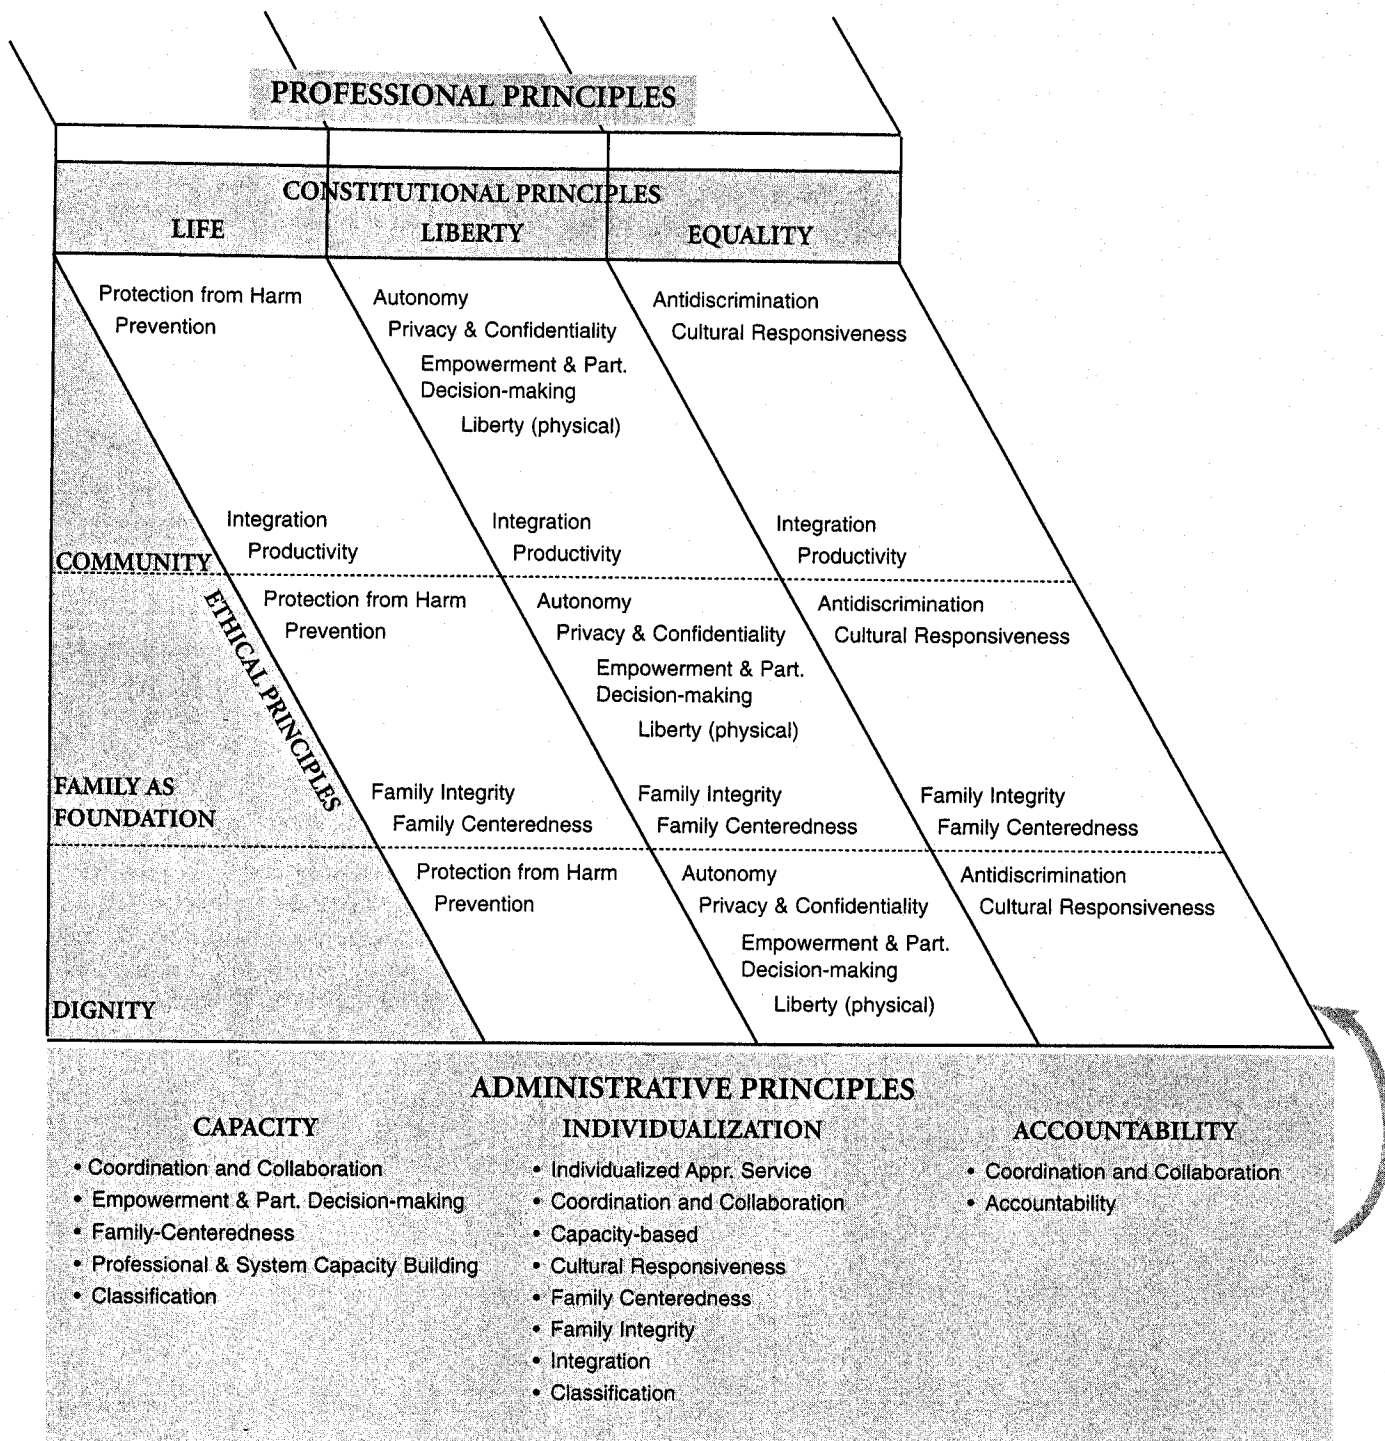 PROFESSIONAL PRINCIPLES
CONSTITUTIONAL PRINCIPLES
LIFE
LIBERTY
EQUALITY
Protection from Harm
Prevention
Autonomy
Privacy & Confidentiality
Empowerment & Part.
Decision-making
Liberty (physical)
Antidiscrimination
Cultural Responsiveness
Integration
Productivity
Integration
Productivity
Integration
Productivity
COMMUNITY
ETHICAL PRINCIPLES
Protection from Harm
Prevention
Autonomy
Privacy & Confidentiality
Empowerment & Part.
Decision-making
Liberty (physical)
Antidiscrimination
Cultural Responsiveness
FAMILY AS
FOUNDATION
Family Integrity
Family Centeredness
Family Integrity
Family Centeredness
Family Integrity
Family Centeredness
Protection from Harm
Prevention
Autonomy
Privacy & Confidentiality
Empowerment & Part.
Decision-making
Liberty (physical)
Antidiscrimination
Cultural Responsiveness
DIGNITY
ADMINISTRATIVE PRINCIPLES
CAPACITY
• Coordination and Collaboration
• Empowerment & Part. Decision-making
• Family-Centeredness
• Professional & System Capacity Building
• Classification
INDIVIDUALIZATION
• Individualized Appr. Service
• Coordination and Collaboration
• Capacity-based
• Cultural Responsiveness
• Family Centeredness
• Family Integrity
• Integration
• Classification
ACCOUNTABILITY
• Coordination and Collaboration
• Accountability